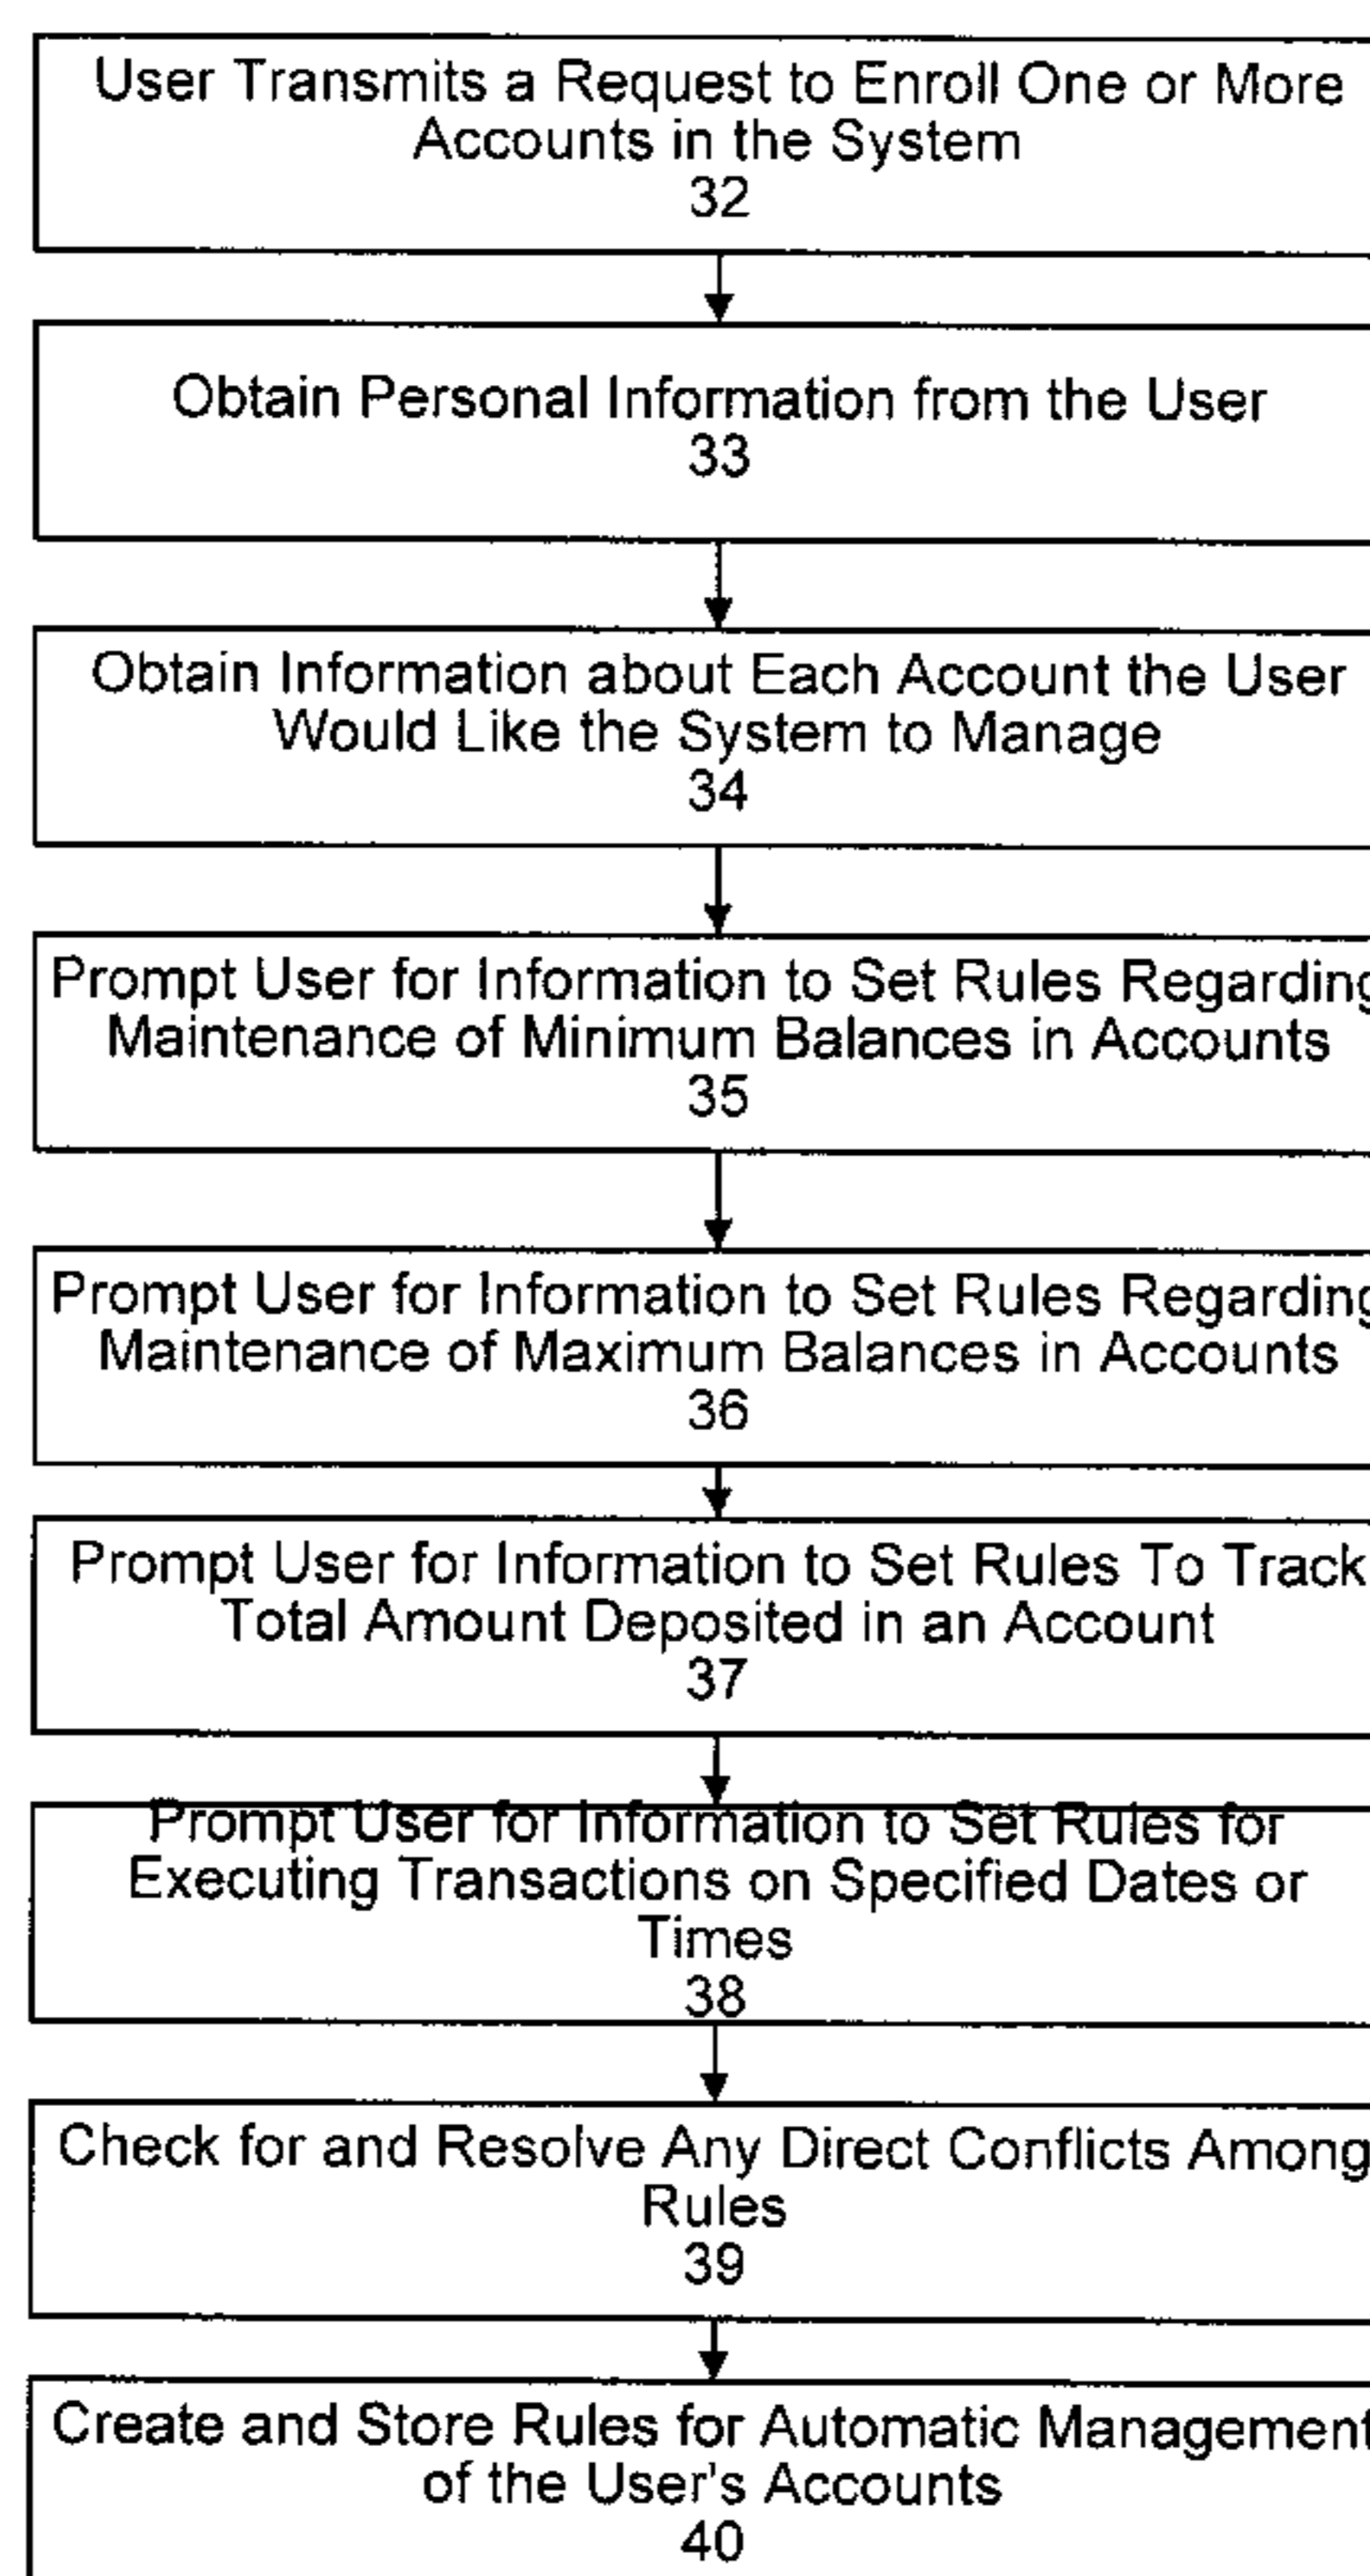 User Transmits a Request to Enroll One or More
Accounts in the System
32
Obtain Personal Information from the User
33
Obtain Information about Each Account the User
Would Like the System to Manage
34
Prompt User for Information to Set Rules Regarding
Maintenance of Minimum Balances in Accounts
35
Prompt User for Information to Set Rules Regarding
Maintenance of Maximum Balances in Accounts
36
Prompt User for Information to Set Rules To Track
Total Amount Deposited in an Account
37
Prompt User for Information to Set Rules for
Executing Transactions on Specified Dates or
Times
38
Check for and Resolve Any Direct Conflicts Among
Rules
39
Create and Store Rules for Automatic Management
of the User's Accounts
40